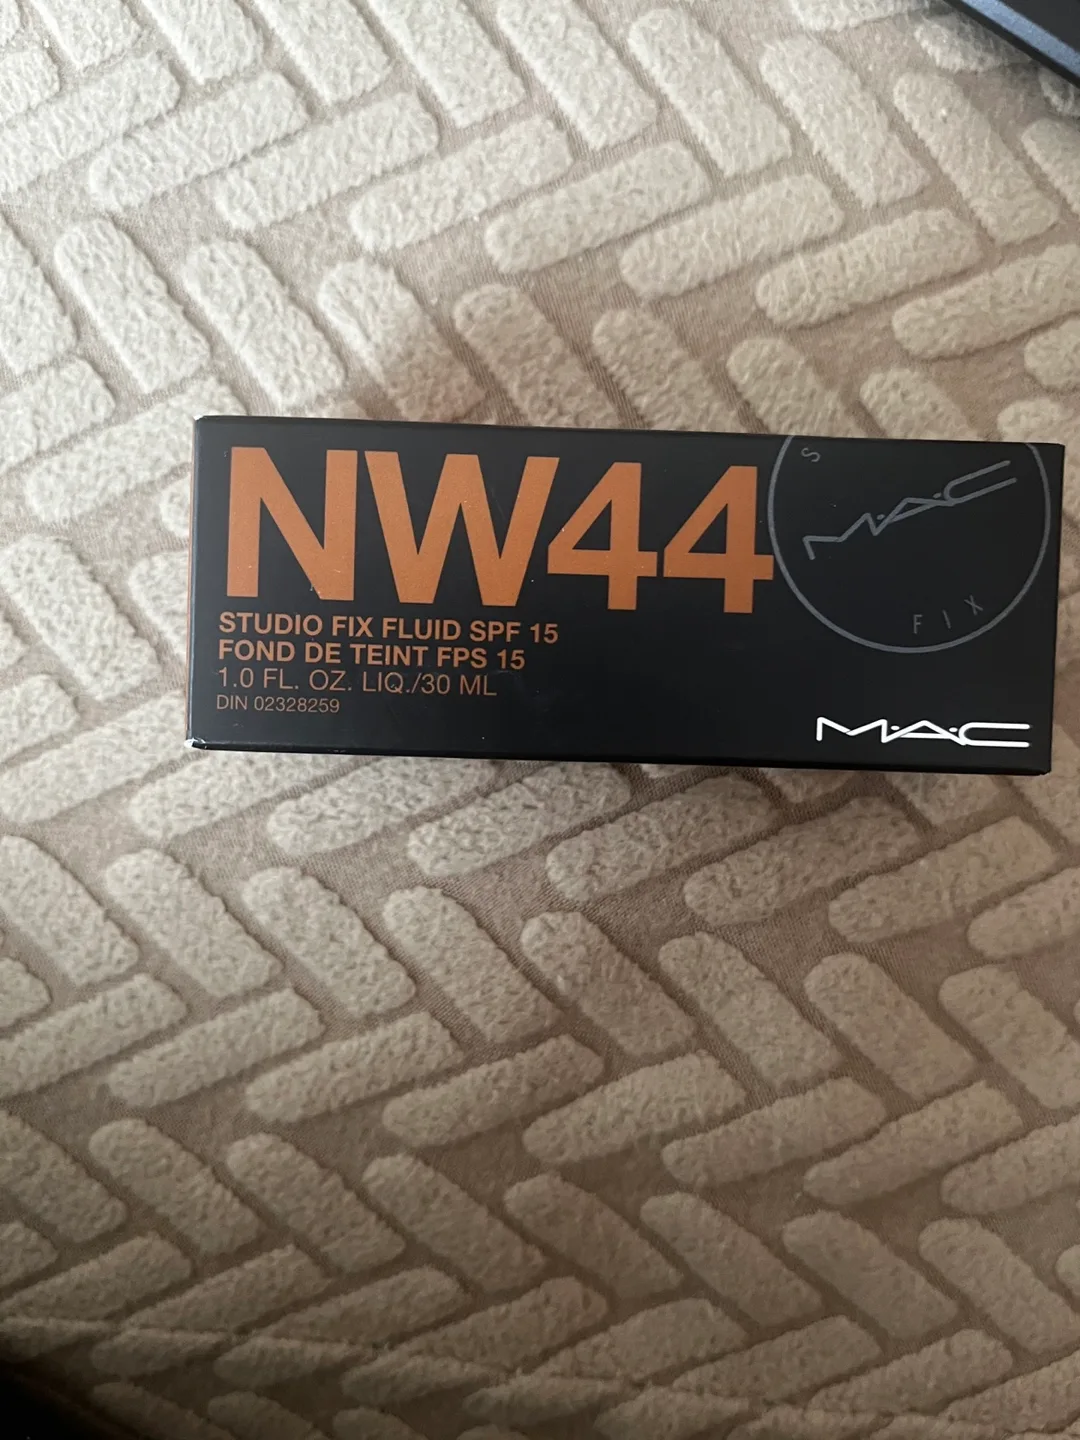 NW44
STUDIO FIX FLUID SPF 15
FOND DE TEINT FPS 15
1.0 FL. OZ. LIQ./30 ML
DIN 02328259
S
M·A·C
FIX
M·A·C